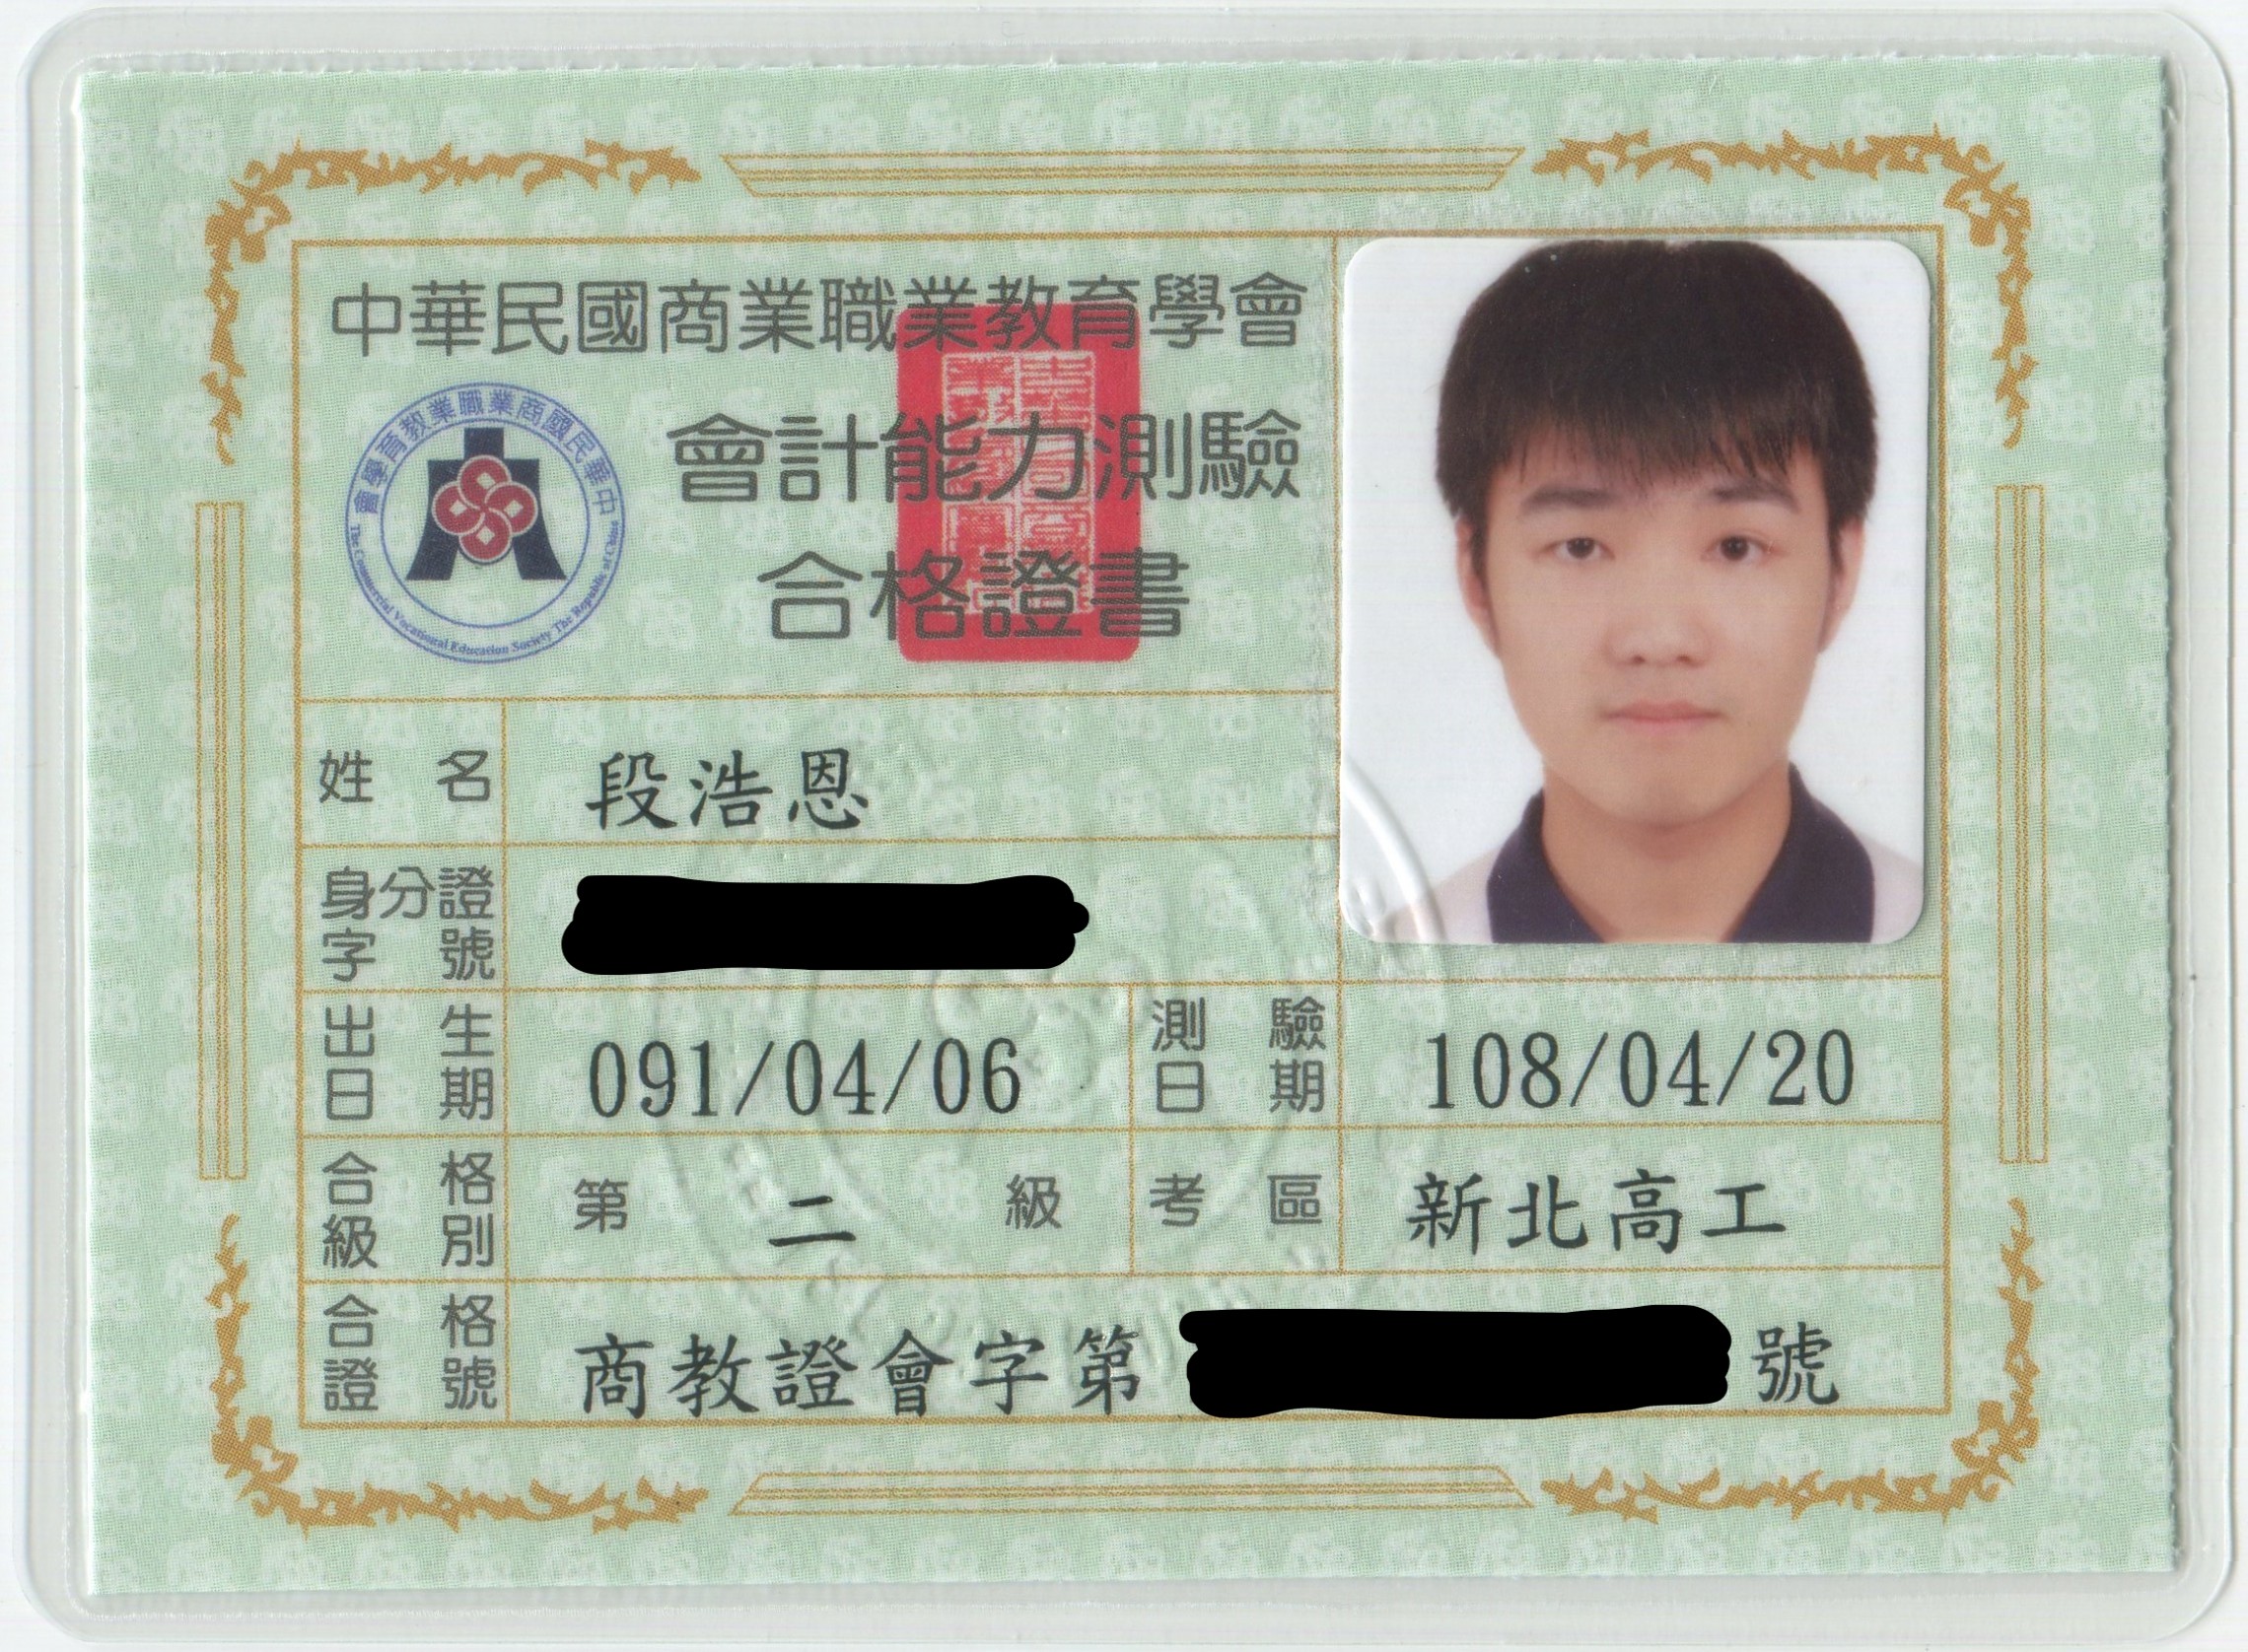 中華民國商業職業教育學會
會計能力測驗
合格證書
中華民國商業職業教育學會
The Commercial Vocational Education Society The Republic of China
姓名 段浩恩
身分證字號
出生日期 091/04/06 測驗日期 108/04/20
合格級別 第二級 考區 新北高工
合格證號 商教證會字第 號